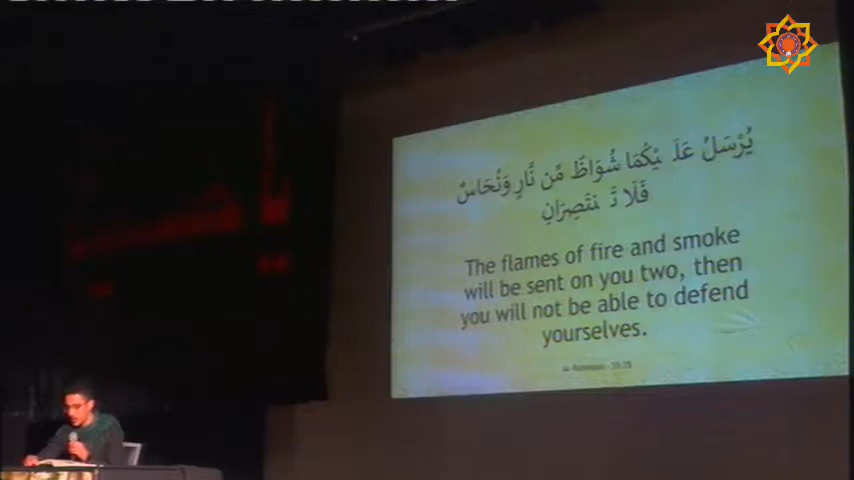 يُرْسَلُ عَلَيْكُمَا شُوَاظٌ مِّن نَّارٍ وَنُحَاسٌ
فَلَا تَنتَصِرَانِ
The flames of fire and smoke
will be sent on you two, then
you will not be able to defend
yourselves.